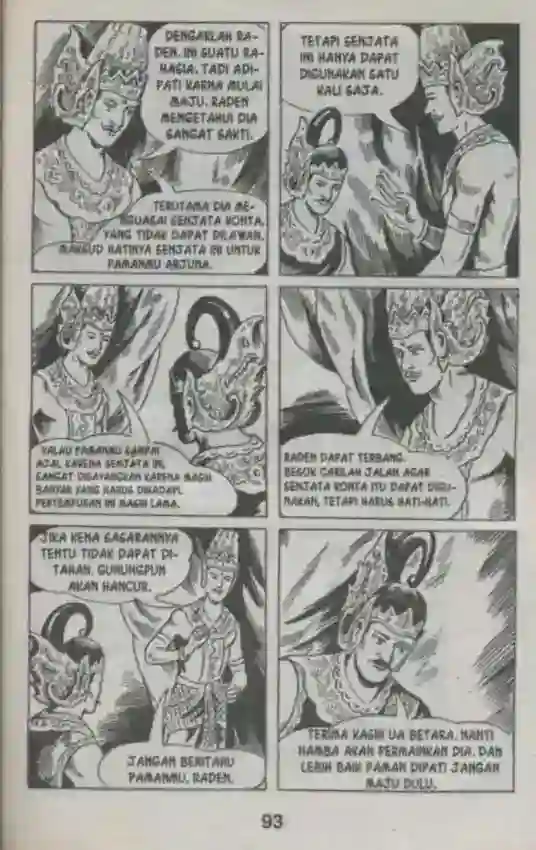 DENGARLAH RA-
DEN. INI SUATU RA-
HASIA. TADI ADI-
PATI KARNA MULAI
MAJU. RADEN
MENGETAHUI DIA
SANGAT SAKTI.
TERUTAMA DIA ME-
NGUASAI SENJATA KONTA,
YANG TIDAK DAPAT DILAWAN.
MAKSUD HATINYA SENJATA INI UNTUK
PAMANMU ARJUNA.
TETAPI SENJATA
INI HANYA DAPAT
DIGUNAKAN SATU
KALI SAJA.
KALAU PAMANMU SAMPAI
AJAL KARENA SENJATA INI,
SANGAT DISAYANGKAN KARENA MASIH
BANYAK YANG HARUS DIHADAPI.
PERTEMPURAN INI MASIH LAMA.
RADEN DAPAT TERBANG.
BESOK CARILAH JALAN AGAR
SENJATA KONTA ITU DAPAT DIGU-
NAKAN, TETAPI HARUS HATI-HATI.
JIKA KENA SASARANNYA
TENTU TIDAK DAPAT DI-
TAHAN. GUNUNGPUN
AKAN HANCUR.
JANGAN BERITAHU
PAMANMU, RADEN.
TERIMA KASIH UA BETARA. NANTI
HAMBA AKAN PERMAINKAN DIA. DAN
LEBIH BAIK PAMAN DIPATI JANGAN
MAJU DULU.
93